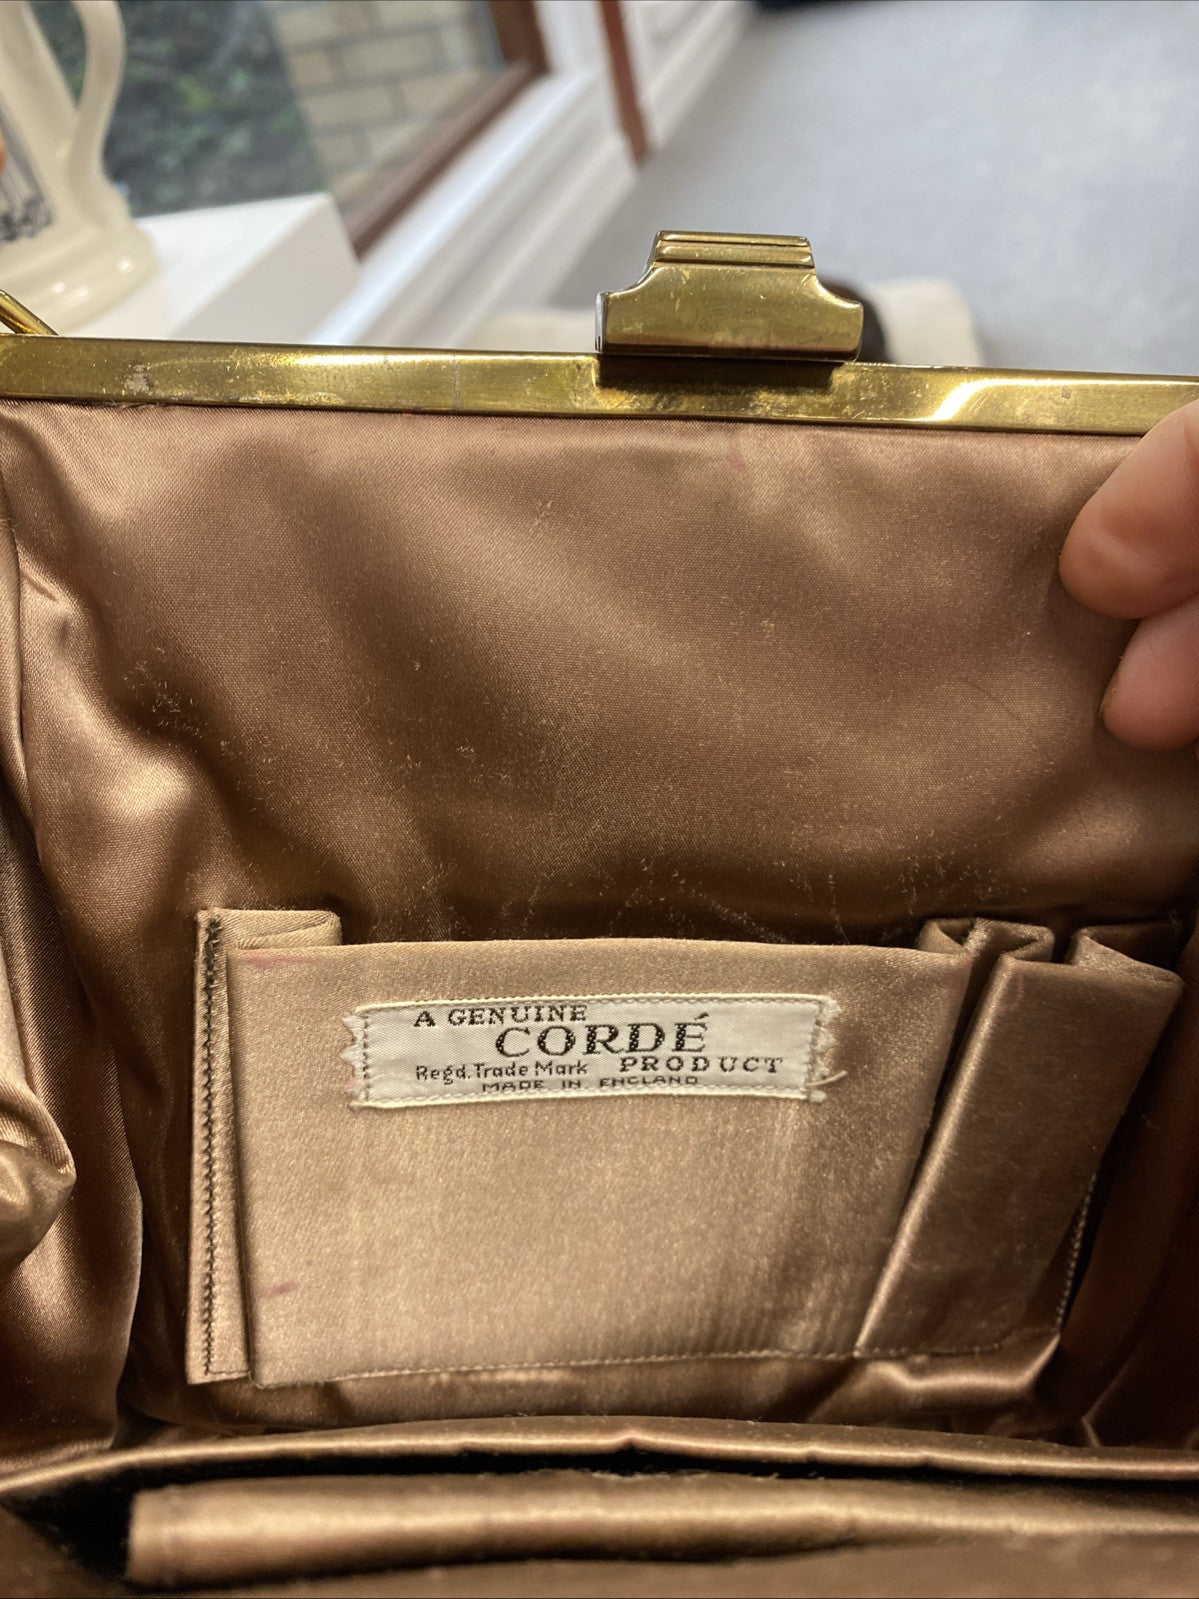 A GENUINE
CORDÉ
Regd. Trade Mark PRODUCT
MADE IN ENGLAND